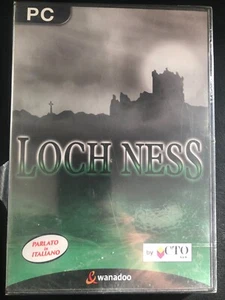 PC
LOCH NESS
PARLATO in
ITALIANO
wanadoo
by CTO